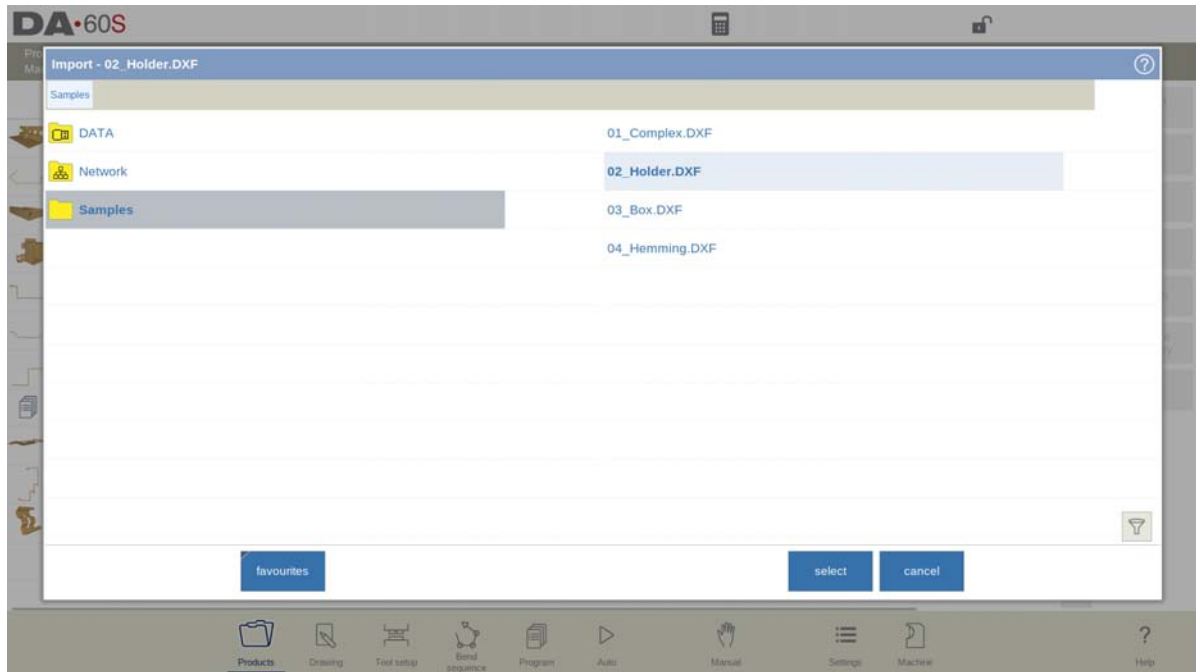 DA•60S
Import - 02_Holder.DXF
Samples
DATA
01_Complex.DXF
Network
02_Holder.DXF
Samples
03_Box.DXF
04_Hemming.DXF
favourites
select
cancel
Products
Drawing
Tool setup
Bend
sequence
Program
Auto
Manual
Settings
Machine
?
Help